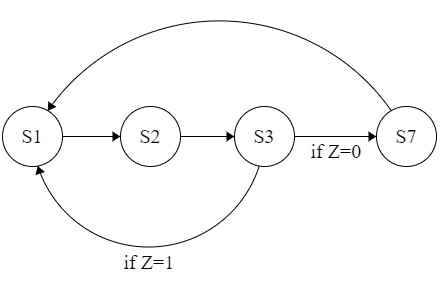 S1
S2
S3
S7
if Z=0
if Z=1